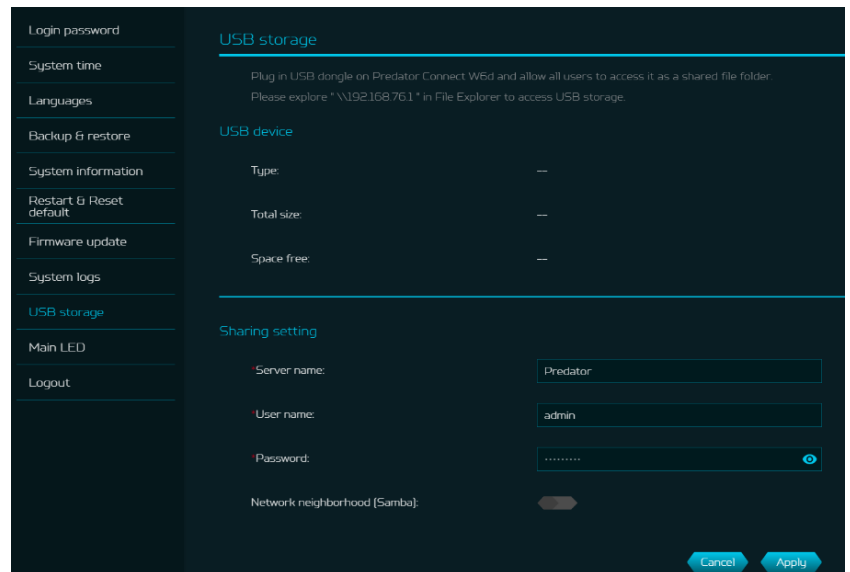 Login password
System time
Languages
Backup & restore
System information
Restart & Reset
default
Firmware update
System logs
USB storage
Main LED
Logout
USB storage
Plug in USB dongle on Predator Connect W6d and allow all users to access it as a shared file folder.
Please explore " \\192.168.76.1 " in File Explorer to access USB storage.
USB device
Type: --
Total size: --
Space free: --
Sharing setting
*Server name: Predator
*User name: admin
*Password: ·········
Network neighborhood (Samba):
Cancel Apply